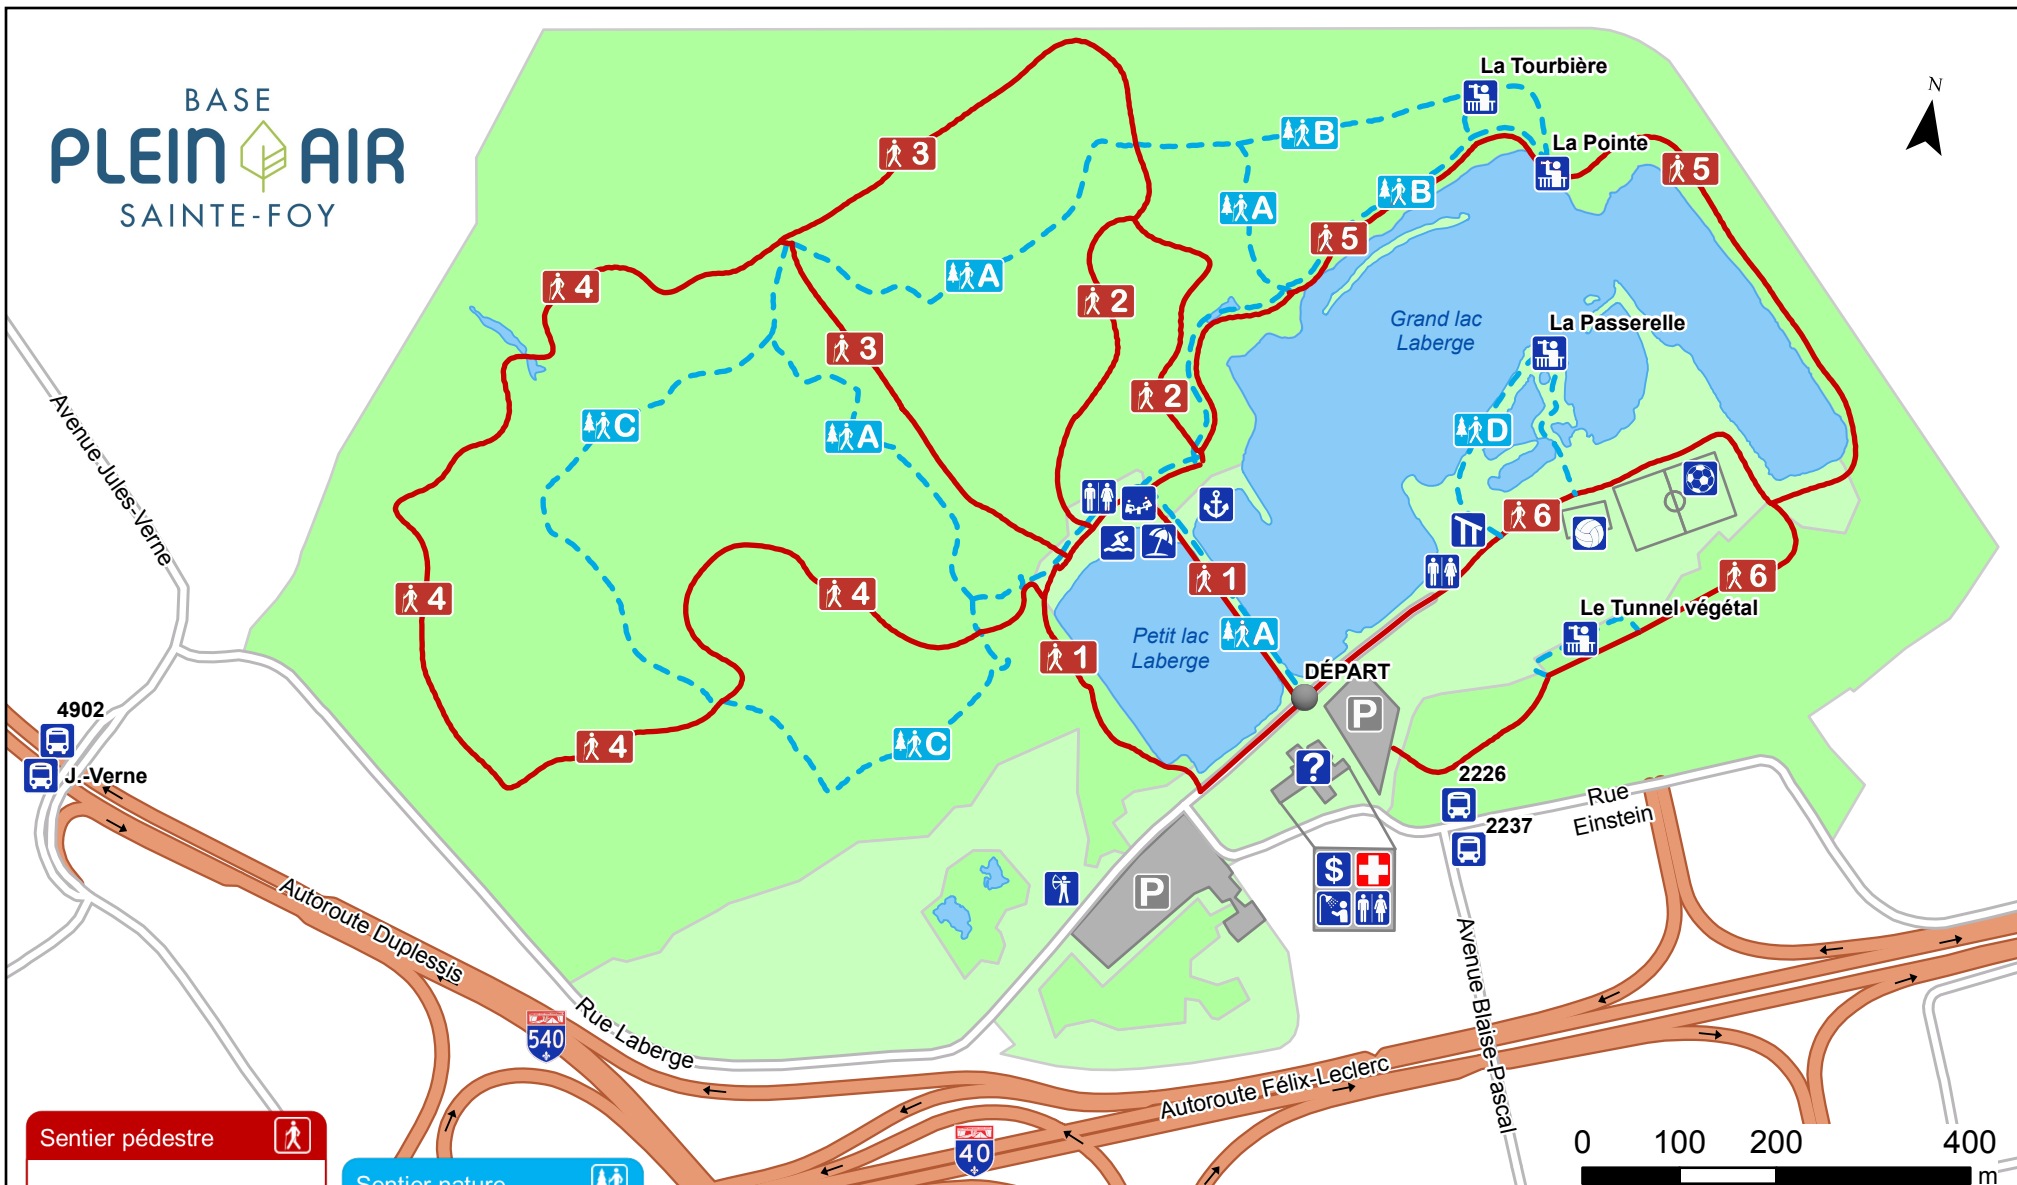 BASE
PLEIN AIR
SAINTE-FOY
La Tourbière
N
B
La Pointe
3
5
B
A
5
A
4
2
Grand lac
Laberge
La Passerelle
3
2
C
A
D
Avenue Jules-Verne
6
1
6
4
4
Le Tunnel végétal
A
Petit lac
Laberge
1
DÉPART
P
4902
4
C
J.-Verne
?
2226
Rue
Einstein
2237
$
P
Autoroute Duplessis
Avenue Blaise-Pascal
Rue Laberge
540
Autoroute Félix-Leclerc
40
Sentier pédestre
Sentier nature
0 100 200 400
m